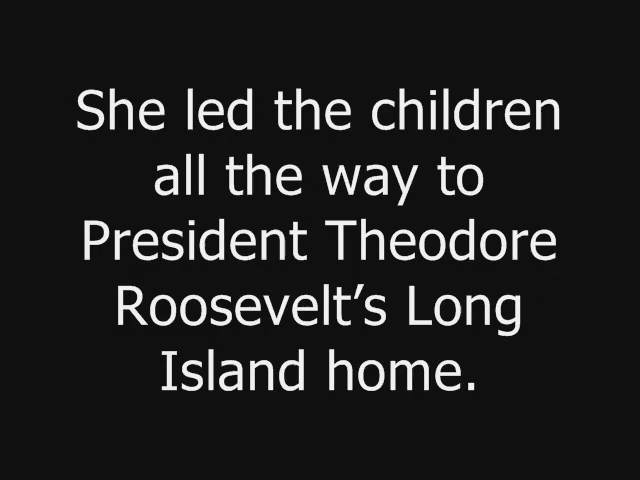 She led the children
all the way to
President Theodore
Roosevelt’s Long
Island home.